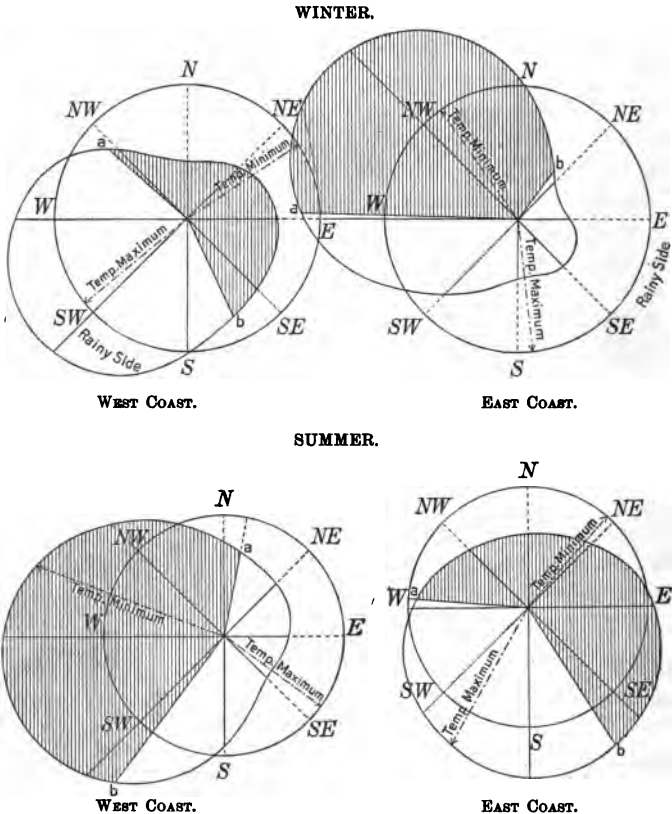 WINTER.
N
NW
NE
a
Temp. Minimum
W
E
Temp. Maximum
SW
Rainy Side
b
SE
S
WEST COAST.
N
NW
NE
Temp. Minimum
b
a
W
E
Temp. Maximum
Rainy Side
SW
SE
S
EAST COAST.
SUMMER.
N
NW
NE
a
Temp. Minimum
W
E
Temp. Maximum
SW
SE
S
b
WEST COAST.
N
NW
NE
Temp. Minimum
a
W
E
SW
Temp. Maximum
SE
S
b
EAST COAST.